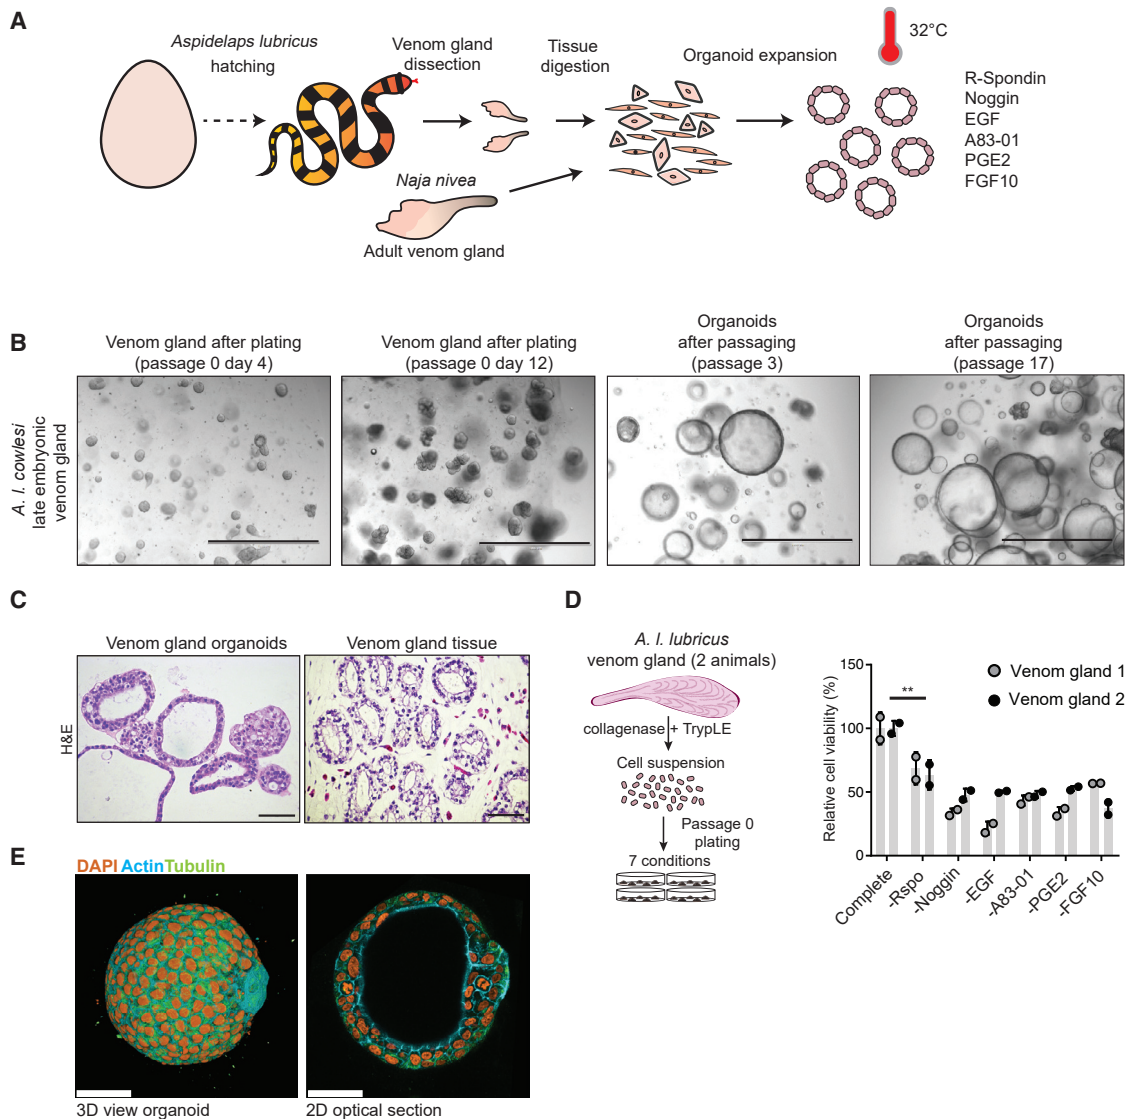 A
Aspidelaps lubricus
hatching
Venom gland
dissection
Tissue
digestion
Organoid expansion
32°C
R-Spondin
Noggin
EGF
A83-01
PGE2
FGF10
Naja nivea
Adult venom gland
B
Venom gland after plating
(passage 0 day 4)
Venom gland after plating
(passage 0 day 12)
Organoids
after passaging
(passage 3)
Organoids
after passaging
(passage 17)
A. l. cowlesi
late embryonic
venom gland
C
Venom gland organoids
Venom gland tissue
H&E
D
A. l. lubricus
venom gland (2 animals)
collagenase + TrypLE
Cell suspension
Passage 0
plating
7 conditions
Relative cell viability (%)
150
100
50
0
**
Venom gland 1
Venom gland 2
Complete
-Rspo
-Noggin
-EGF
-A83-01
-PGE2
-FGF10
E
DAPI Actin Tubulin
3D view organoid
2D optical section